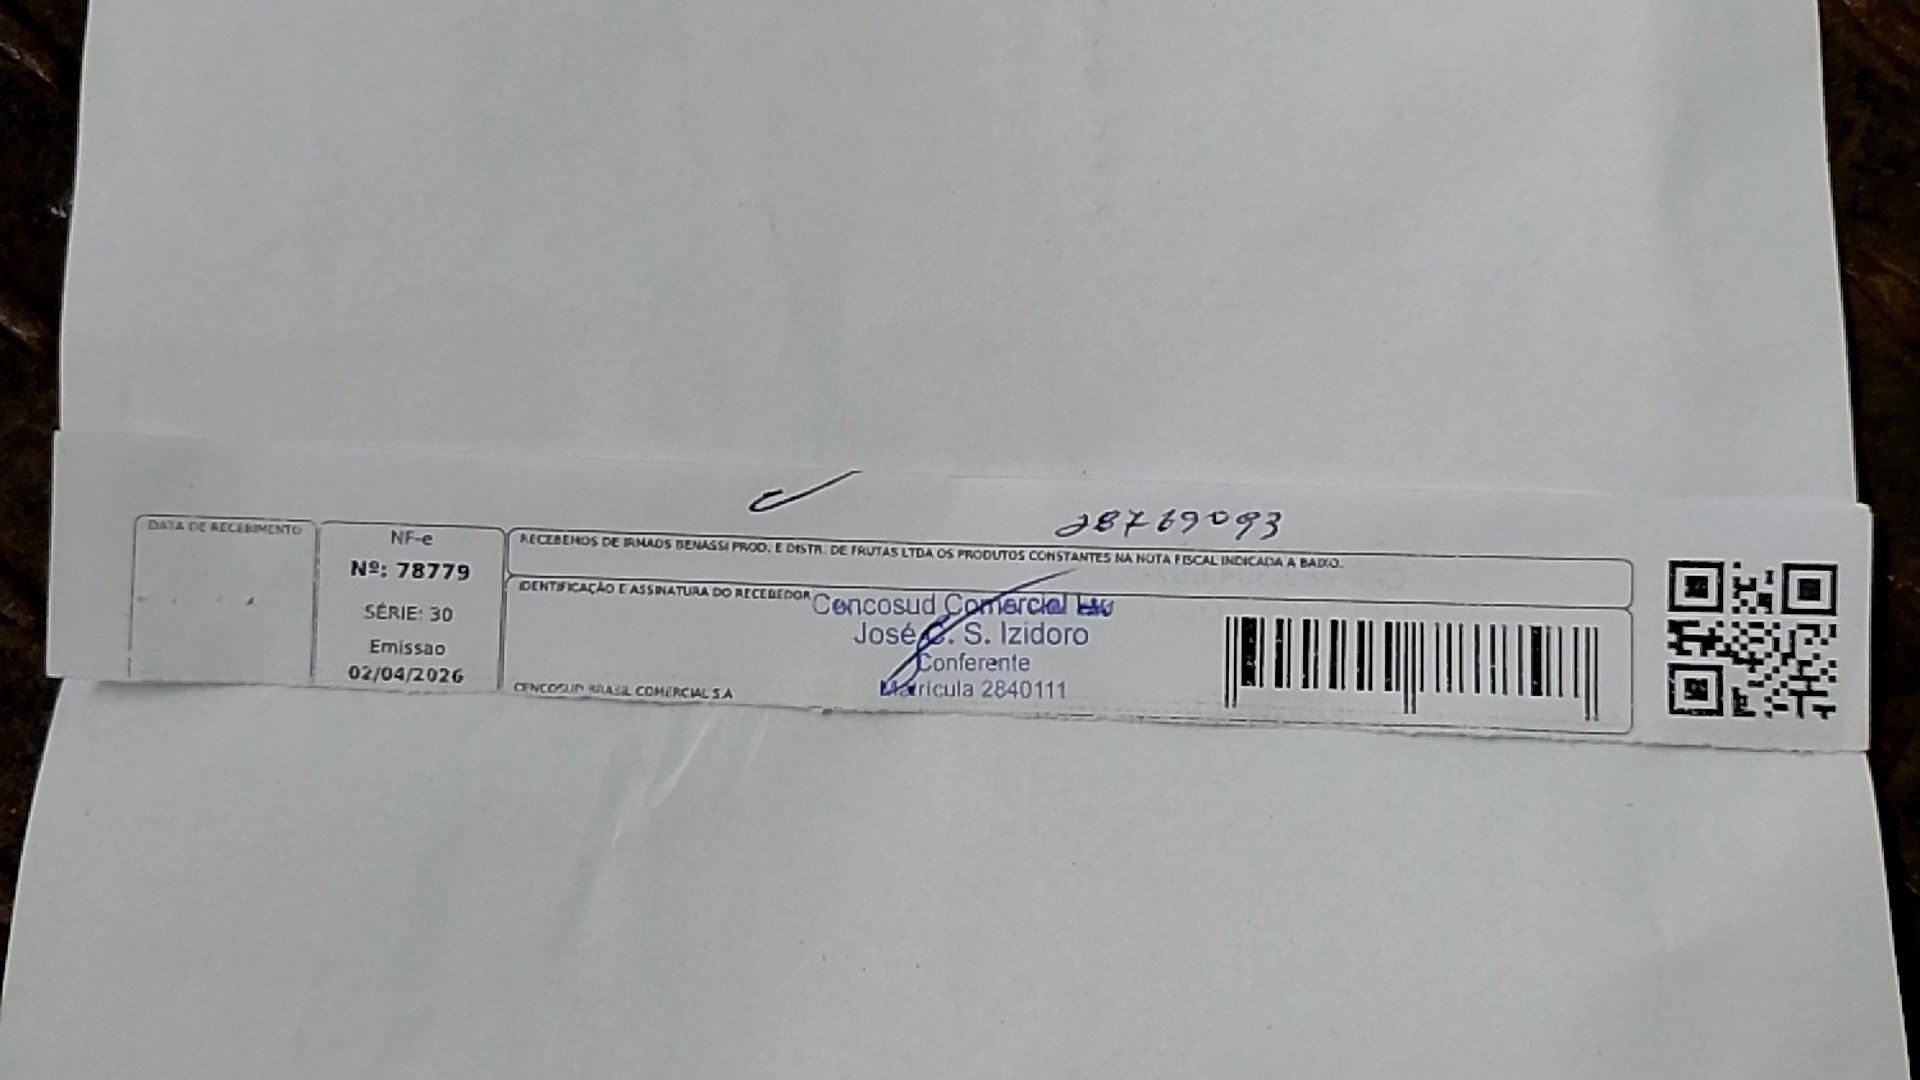 28769093
DATA DE RECEBIMENTO
NF-e
Nº: 78779
SÉRIE: 30
Emissao
02/04/2026
RECEBEMOS DE IRMAOS BENASSI PROD. E DISTR. DE FRUTAS LTDA OS PRODUTOS CONSTANTES NA NOTA FISCAL INDICADA A BAIXO.
IDENTIFICAÇÃO E ASSINATURA DO RECEBEDOR
Cencosud Comercial
José C. S. Izidoro
Conferente
Matricula 2840111
CENCOSUD BRASIL COMERCIAL S.A